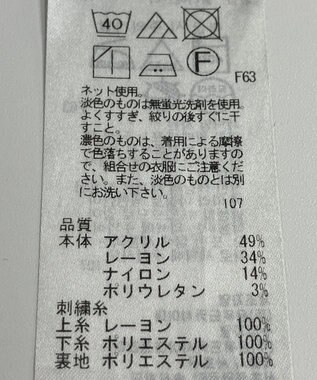 40
F
F63
ネット使用。
淡色のものは無蛍光洗剤を使用。
よくすすぎ、絞りの後すぐに干
すこと。
濃色のものは、着用による摩擦
で色落ちすることがありますの
で、組合せの衣服にご注意くだ
さい。また、淡色のものとは別
にお洗い下さい。
107
品質
本体 アクリル 49%
レーヨン 34%
ナイロン 14%
ポリウレタン 3%
刺繍糸
上糸 レーヨン 100%
下糸 ポリエステル 100%
裏地 ポリエステル 100%